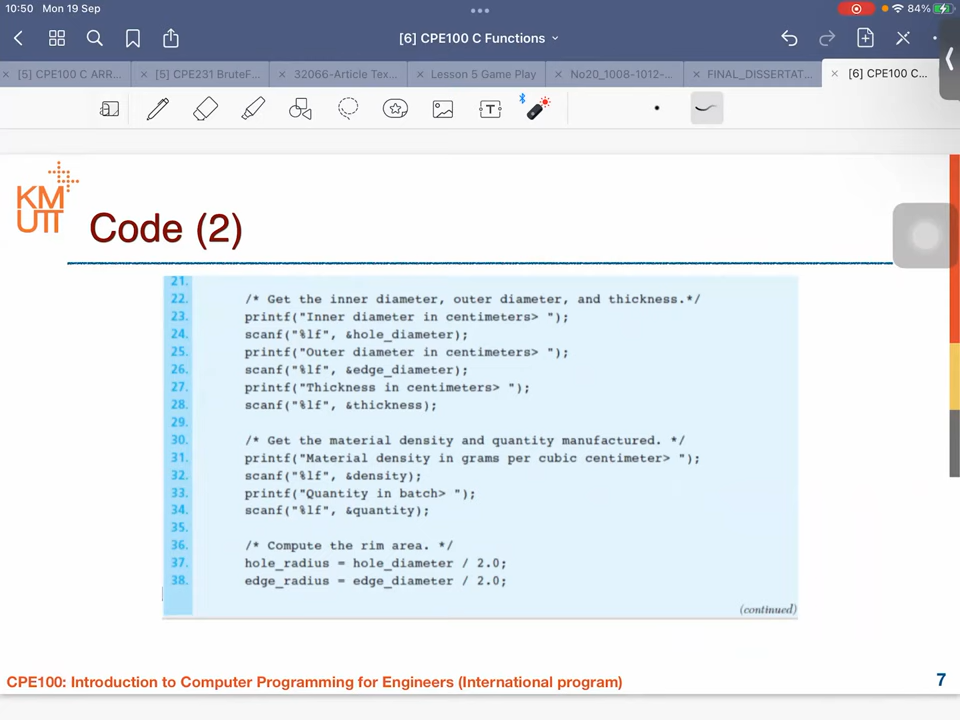 10:50 Mon 19 Sep
84%
[6] CPE100 C Functions
[5] CPE100 C ARR...
[5] CPE231 BruteF...
32066-Article Tex...
Lesson 5 Game Play
No20_1008-1012-...
FINAL_DISSERTAT...
[6] CPE100 C...
T
KM
UTT
Code (2)
21.
22. /* Get the inner diameter, outer diameter, and thickness.*/
23. printf("Inner diameter in centimeters> ");
24. scanf("%lf", &hole_diameter);
25. printf("Outer diameter in centimeters> ");
26. scanf("%lf", &edge_diameter);
27. printf("Thickness in centimeters> ");
28. scanf("%lf", &thickness);
29.
30. /* Get the material density and quantity manufactured. */
31. printf("Material density in grams per cubic centimeter> ");
32. scanf("%lf", &density);
33. printf("Quantity in batch> ");
34. scanf("%lf", &quantity);
35.
36. /* Compute the rim area. */
37. hole_radius = hole_diameter / 2.0;
38. edge_radius = edge_diameter / 2.0;
(continued)
CPE100: Introduction to Computer Programming for Engineers (International program)
7